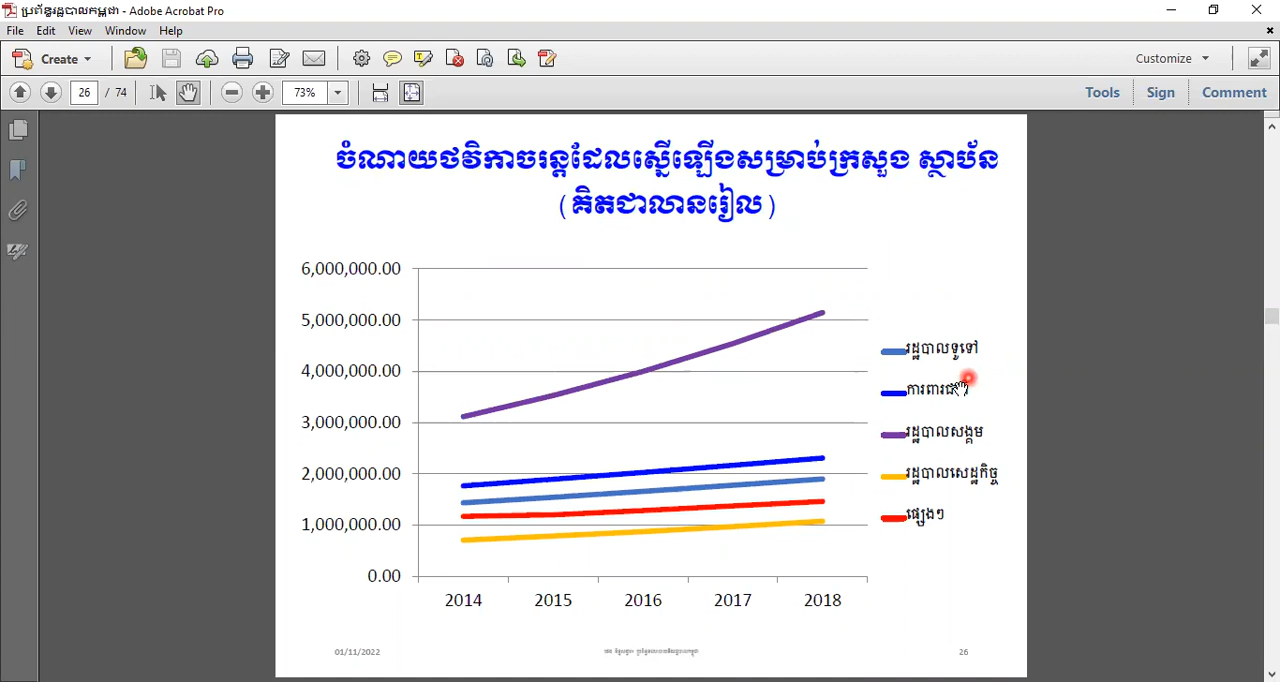 ប្រព័ន្ធរដ្ឋបាលកម្ពុជា - Adobe Acrobat Pro
File Edit View Window Help
Create Customize
26 / 74 73% Tools Sign Comment
ចំណាយថវិកាចរន្តដែលស្នើឡើងសម្រាប់ក្រសួង ស្ថាប័ន
(គិតជាលានរៀល)
6,000,000.00
5,000,000.00
4,000,000.00
3,000,000.00
2,000,000.00
1,000,000.00
0.00
2014 2015 2016 2017 2018
រដ្ឋបាលទូទៅ
ការពារជាតិ
រដ្ឋបាលសង្គម
រដ្ឋបាលសេដ្ឋកិច្ច
ផ្សេងៗ
01/11/2022 26